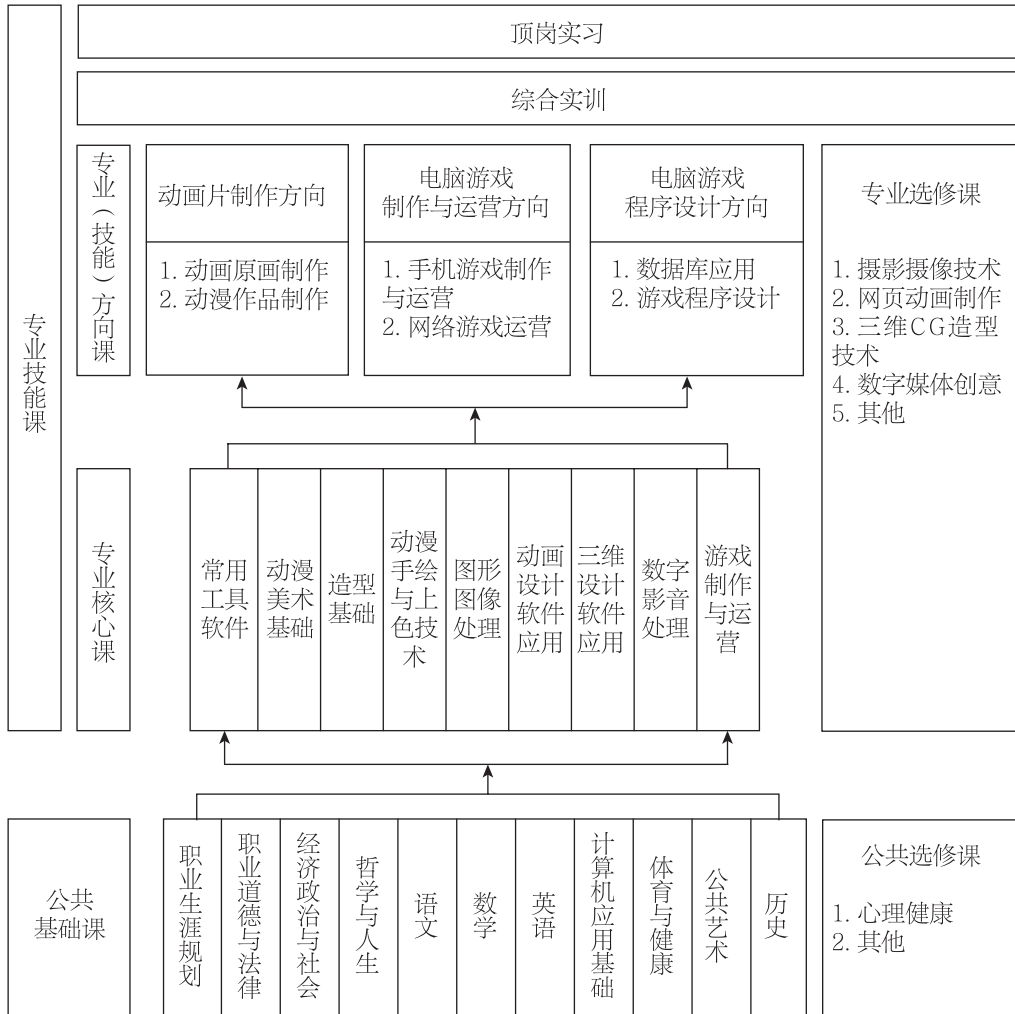 顶岗实习
综合实训
专业技能课
专业（技能）方向课
动画片制作方向
1. 动画原画制作
2. 动漫作品制作
电脑游戏
制作与运营方向
1. 手机游戏制作
与运营
2. 网络游戏运营
电脑游戏
程序设计方向
1. 数据库应用
2. 游戏程序设计
专业选修课
1. 摄影摄像技术
2. 网页动画制作
3. 三维CG造型
技术
4. 数字媒体创意
5. 其他
专业核心课
常用
工具
软件
动漫
美术
基础
造型
基础
动漫
手绘
与上
色技
术
图形
图像
处理
动画
设计
软件
应用
三维
设计
软件
应用
数字
影音
处理
游戏
制作
与运
营
公共
基础课
职业生涯规划
职业道德与法律
经济政治与社会
哲学与人生
语文
数学
英语
计算机应用基础
体育与健康
公共艺术
历史
公共选修课
1. 心理健康
2. 其他